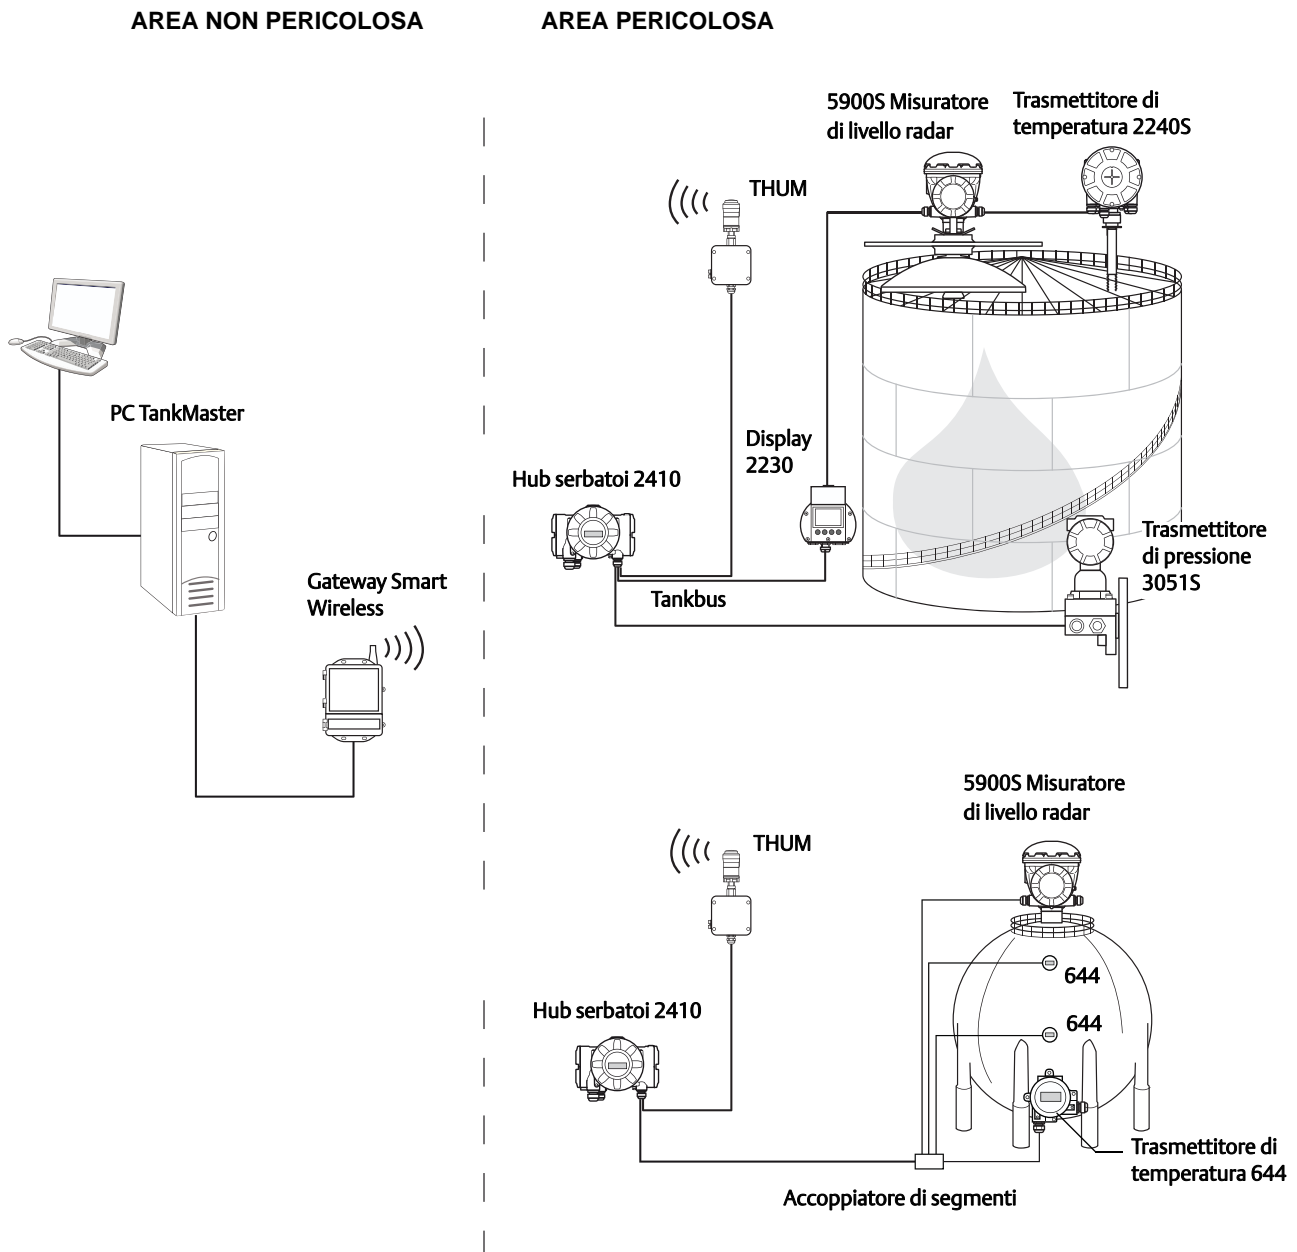 AREA NON PERICOLOSA
AREA PERICOLOSA
5900S Misuratore
di livello radar
Trasmettitore di
temperatura 2240S
THUM
PC TankMaster
Display
2230
Hub serbatoi 2410
Trasmettitore
di pressione
3051S
Gateway Smart
Wireless
Tankbus
5900S Misuratore
di livello radar
THUM
644
644
Hub serbatoi 2410
Trasmettitore di
temperatura 644
Accoppiatore di segmenti